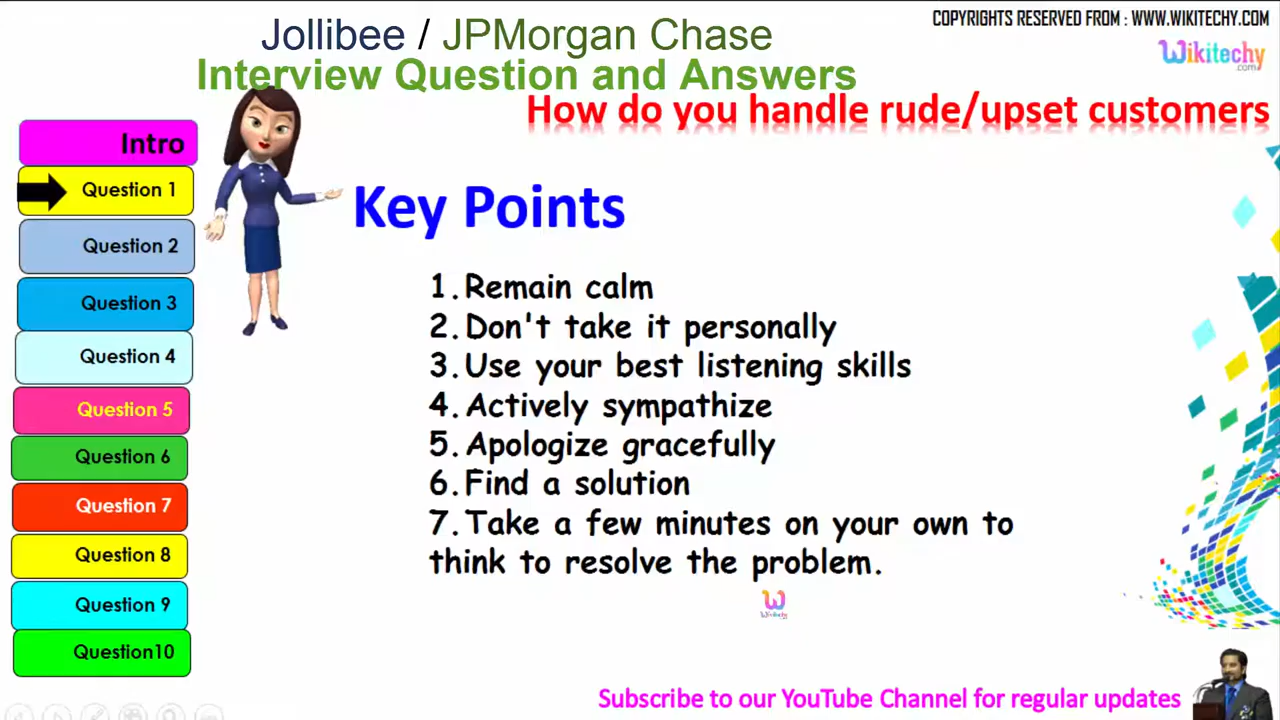 COPYRIGHTS RESERVED FROM : WWW.WIKITECHY.COM
Jollibee / JPMorgan Chase
Wikitechy
.com
Interview Question and Answers
How do you handle rude/upset customers
Intro
Question 1
Question 2
Question 3
Question 4
Question 5
Question 6
Question 7
Question 8
Question 9
Question10
Key Points
1. Remain calm
2. Don't take it personally
3. Use your best listening skills
4. Actively sympathize
5. Apologize gracefully
6. Find a solution
7. Take a few minutes on your own to
think to resolve the problem.
W
Wikitechy
Subscribe to our YouTube Channel for regular updates